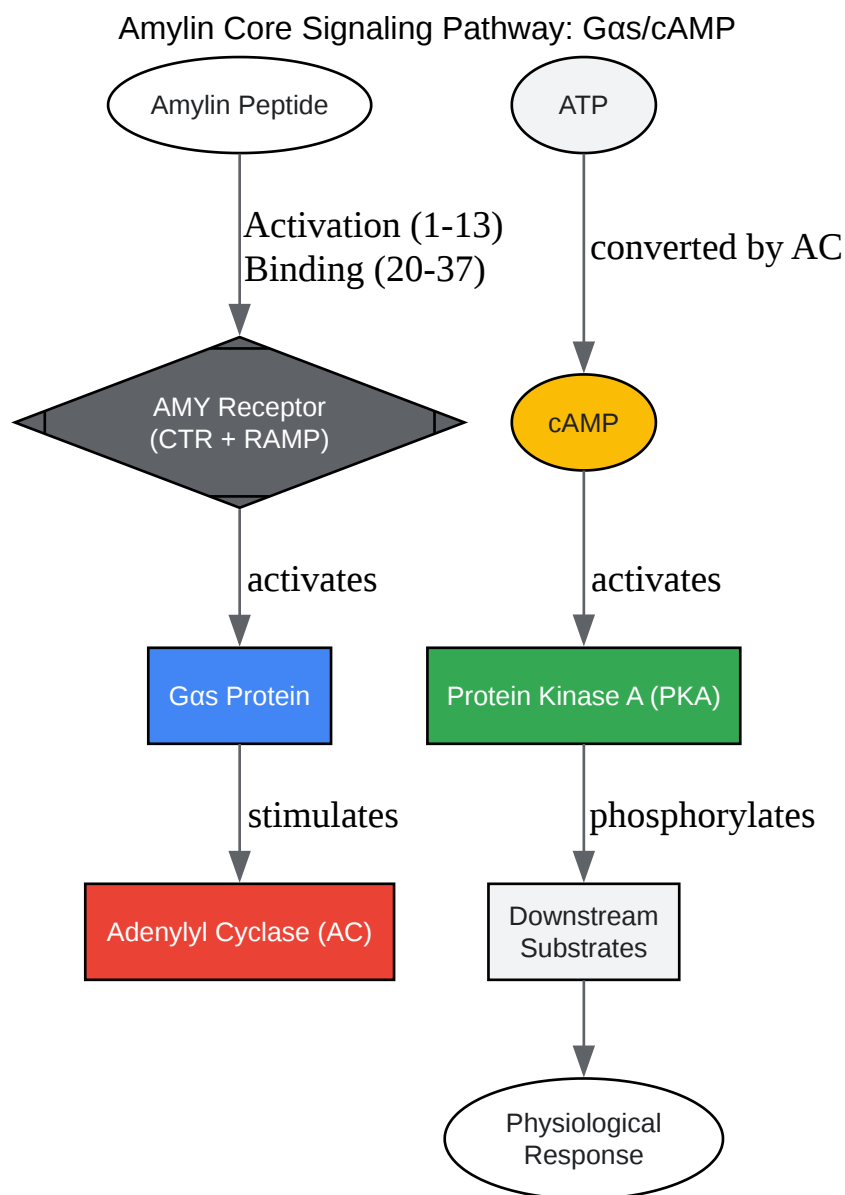 Amylin Core Signaling Pathway: Gαs/cAMP
Amylin Peptide
Activation (1-13)
Binding (20-37)
AMY Receptor
(CTR + RAMP)
activates
Gαs Protein
stimulates
Adenylyl Cyclase (AC)
ATP
converted by AC
cAMP
activates
Protein Kinase A (PKA)
phosphorylates
Downstream
Substrates
Physiological
Response